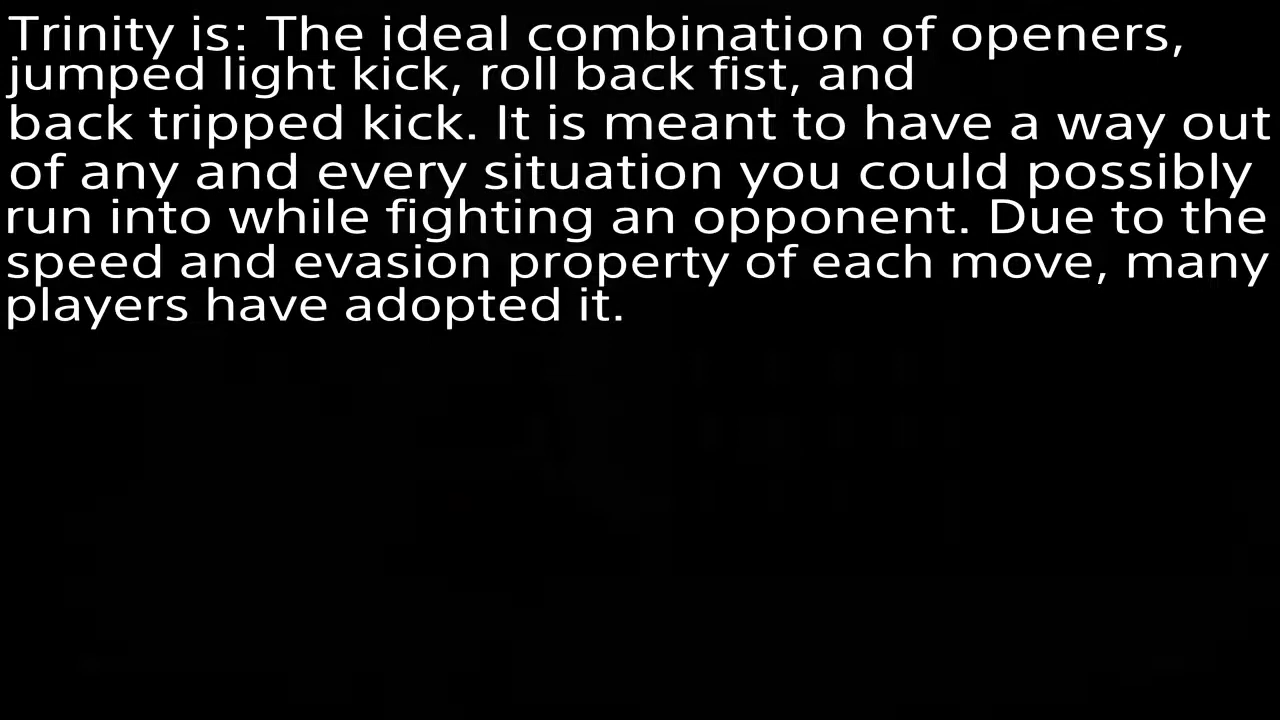 Trinity is: The ideal combination of openers,
jumped light kick, roll back fist, and
back tripped kick. It is meant to have a way out
of any and every situation you could possibly
run into while fighting an opponent. Due to the
speed and evasion property of each move, many
players have adopted it.